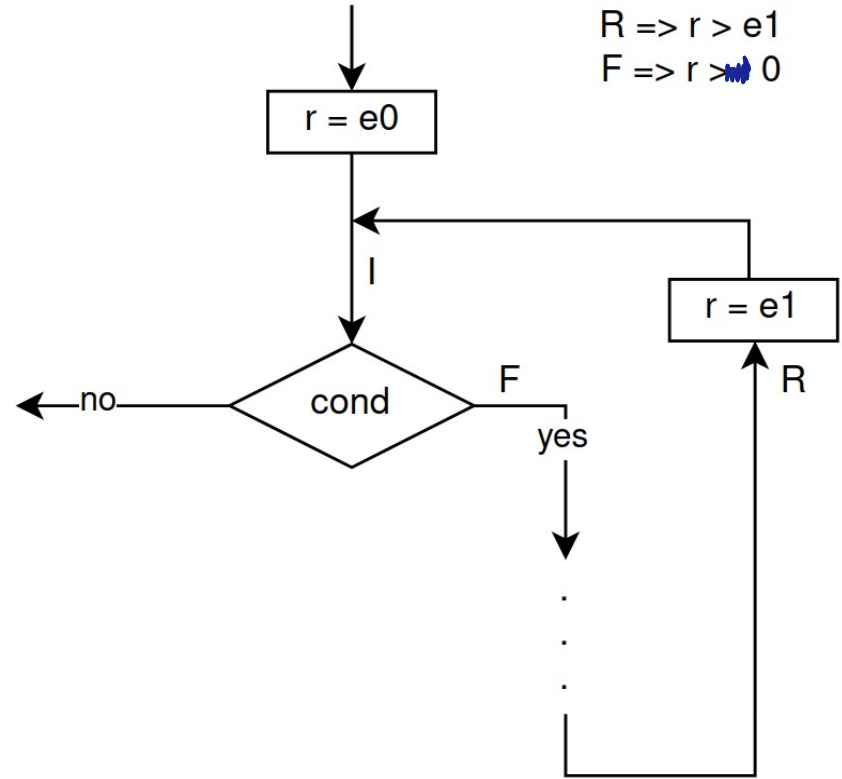 R => r > e1
F => r > 0
r = e0
I
r = e1
cond
F
R
no
yes
.
.
.